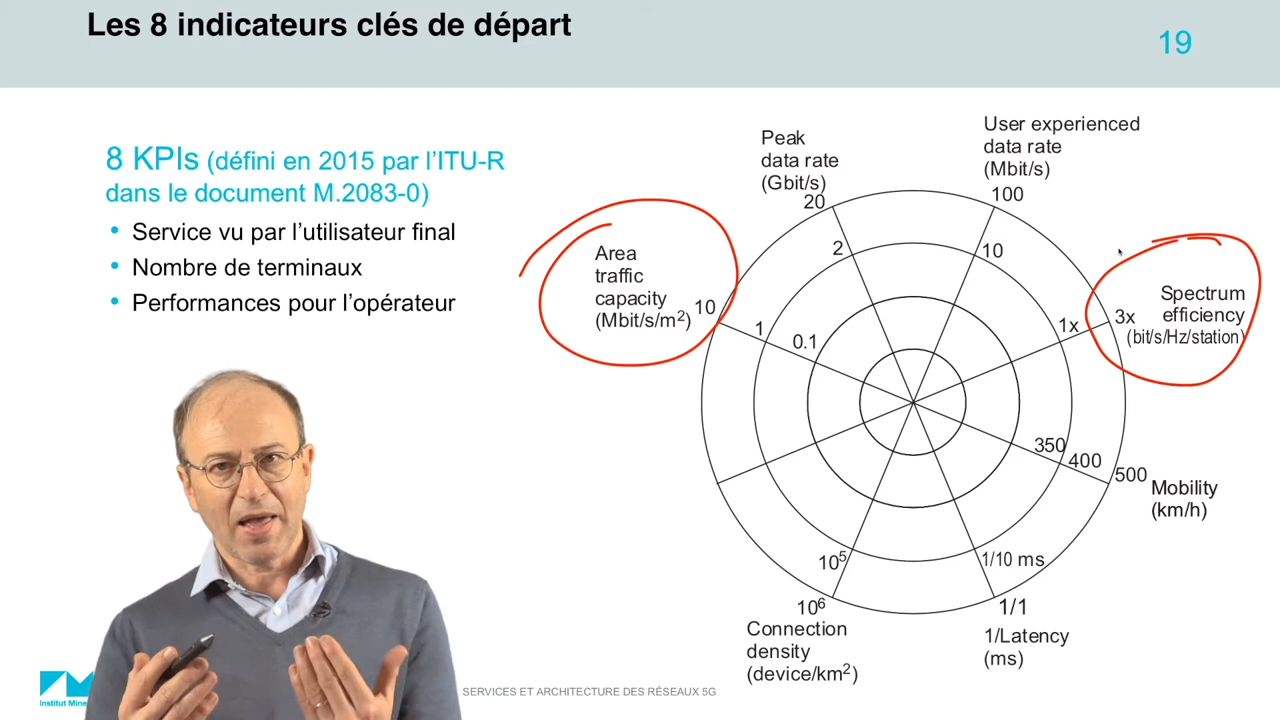 Les 8 indicateurs clés de départ
19
8 KPIs (défini en 2015 par l'ITU-R
dans le document M.2083-0)
• Service vu par l'utilisateur final
• Nombre de terminaux
• Performances pour l'opérateur
Peak
data rate
(Gbit/s)
20
2
User experienced
data rate
(Mbit/s)
100
10
Area
traffic
capacity
(Mbit/s/m²)
10
1
0.1
Spectrum
efficiency
(bit/s/Hz/station)
3x
1x
350
400
500
Mobility
(km/h)
10⁵
10⁶
Connection
density
(device/km²)
1/10 ms
1/1
1/Latency
(ms)
Institut Mine
SERVICES ET ARCHITECTURE DES RÉSEAUX 5G